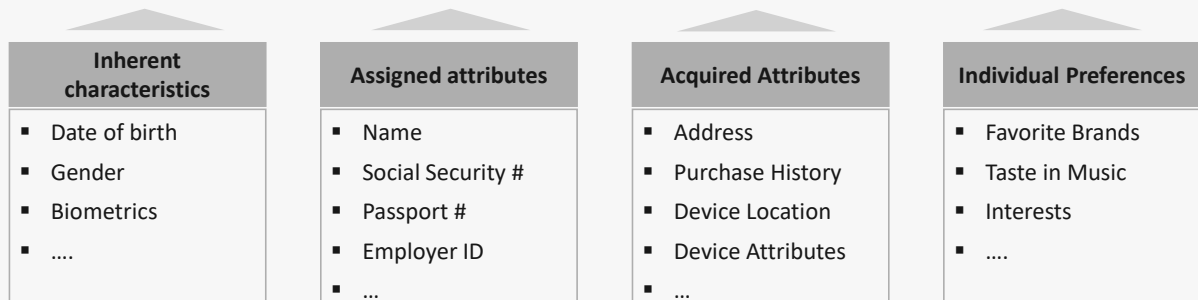 Inherent
characteristics
▪ Date of birth
▪ Gender
▪ Biometrics
▪ ....
Assigned attributes
▪ Name
▪ Social Security #
▪ Passport #
▪ Employer ID
▪ ...
Acquired Attributes
▪ Address
▪ Purchase History
▪ Device Location
▪ Device Attributes
▪ ...
Individual Preferences
▪ Favorite Brands
▪ Taste in Music
▪ Interests
▪ ....